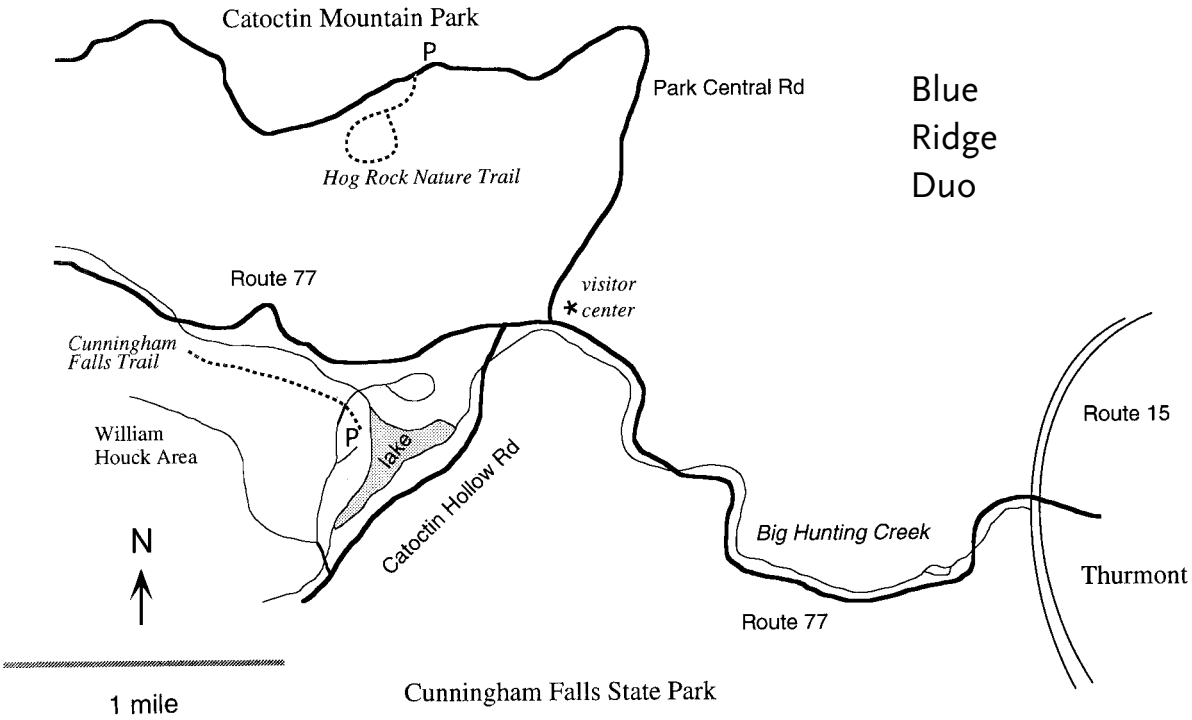 Catoctin Mountain Park
P
Park Central Rd
Blue
Ridge
Duo
Hog Rock Nature Trail
Route 77
visitor
center
Cunningham
Falls Trail
Route 15
William
Houck Area
P
lake
Catoctin Hollow Rd
N
Big Hunting Creek
Thurmont
Route 77
1 mile
Cunningham Falls State Park